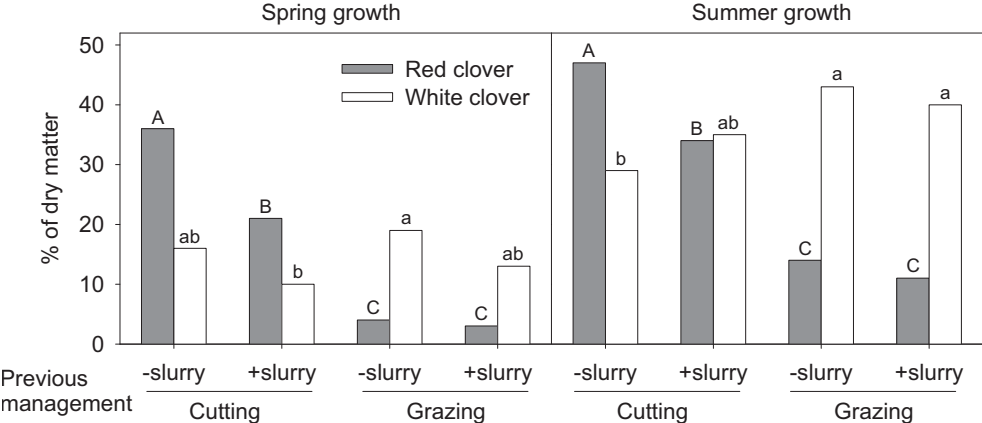 Spring growth Summer growth
50
40
30
20
10
0
% of dry matter
Red clover
White clover
A ab B b C a C ab
A b B ab C a C a
Previous management
-slurry +slurry -slurry +slurry -slurry +slurry -slurry +slurry
Cutting Grazing Cutting Grazing